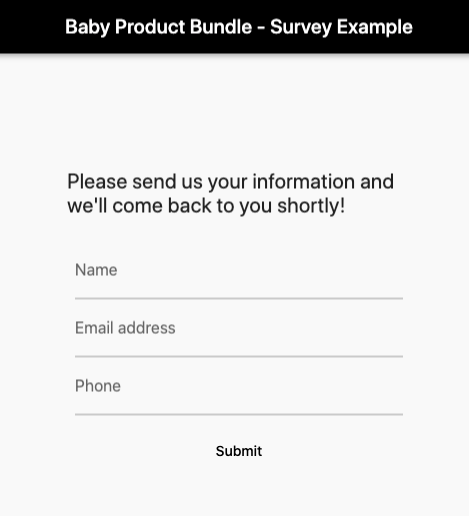 Baby Product Bundle - Survey Example
Please send us your information and
we'll come back to you shortly!
Name
Email address
Phone
Submit